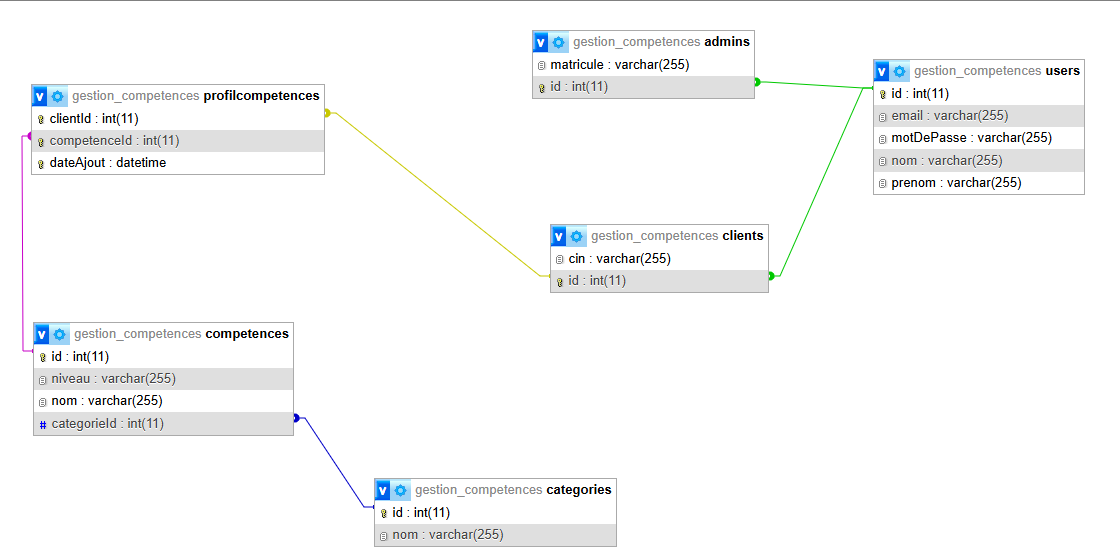 gestion_competences admins
matricule : varchar(255)
id : int(11)
gestion_competences users
id : int(11)
email : varchar(255)
motDePasse : varchar(255)
nom : varchar(255)
prenom : varchar(255)
gestion_competences profilcompetences
clientId : int(11)
competenceId : int(11)
dateAjout : datetime
gestion_competences clients
cin : varchar(255)
id : int(11)
gestion_competences competences
id : int(11)
niveau : varchar(255)
nom : varchar(255)
# categorieId : int(11)
gestion_competences categories
id : int(11)
nom : varchar(255)